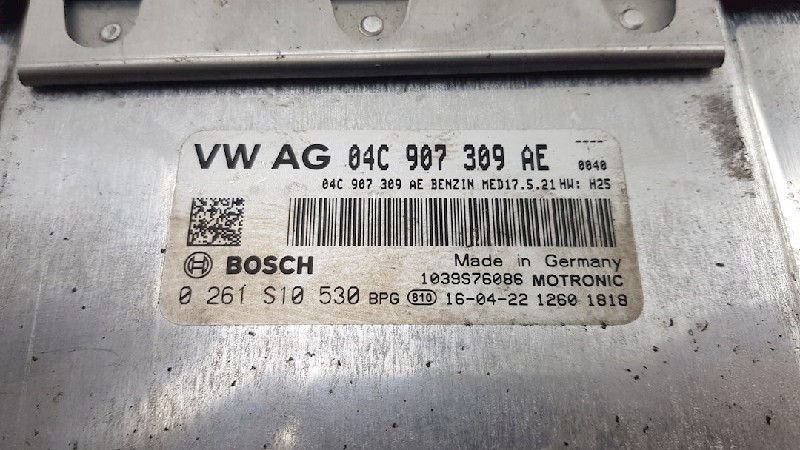 VW AG 04C 907 309 AE ----
0040
04C 907 309 AE BENZIN MED17.5.21 HW: H25
Made in Germany
BOSCH 1039S76086 MOTRONIC
0 261 S10 530 BPG 810 16-04-22 1260 1818